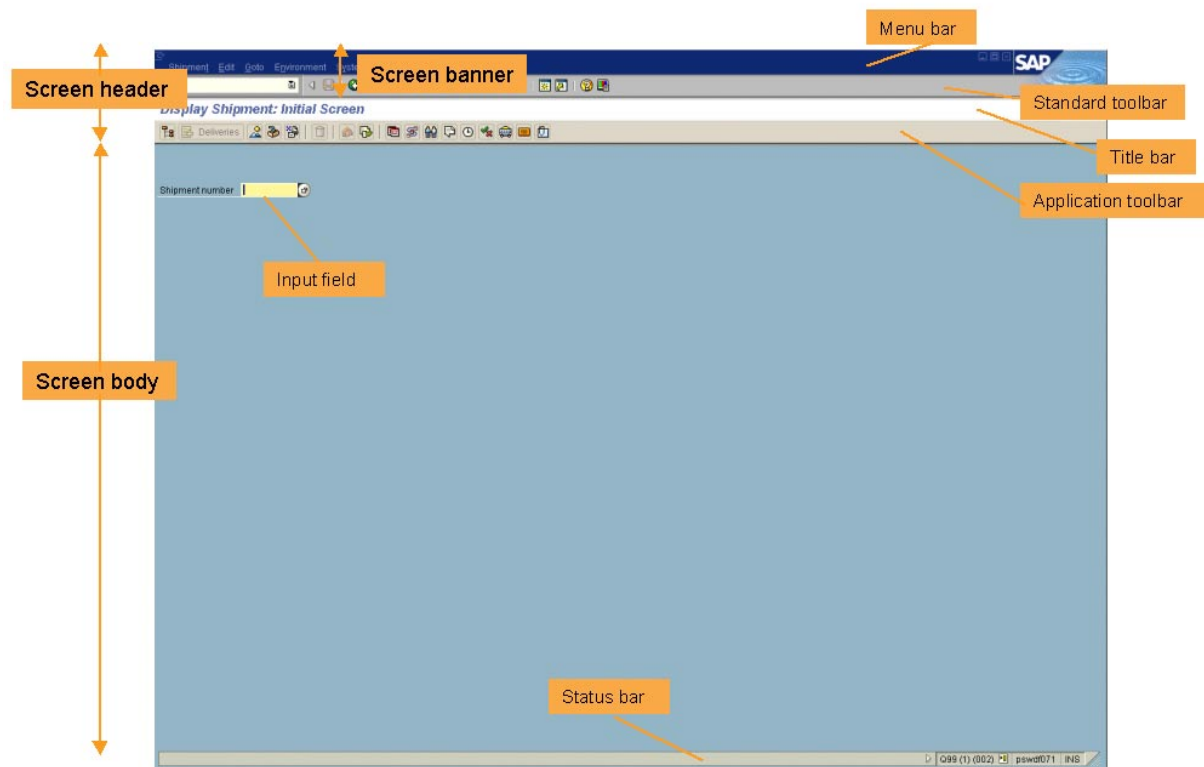 Menu bar
Shipment Edit Goto Environment
SAP
Screen header
Screen banner
Standard toolbar
Display Shipment: Initial Screen
Title bar
Deliveries
Application toolbar
Shipment number
Input field
Screen body
Status bar
Q99 (1) (002) pswdf071 INS